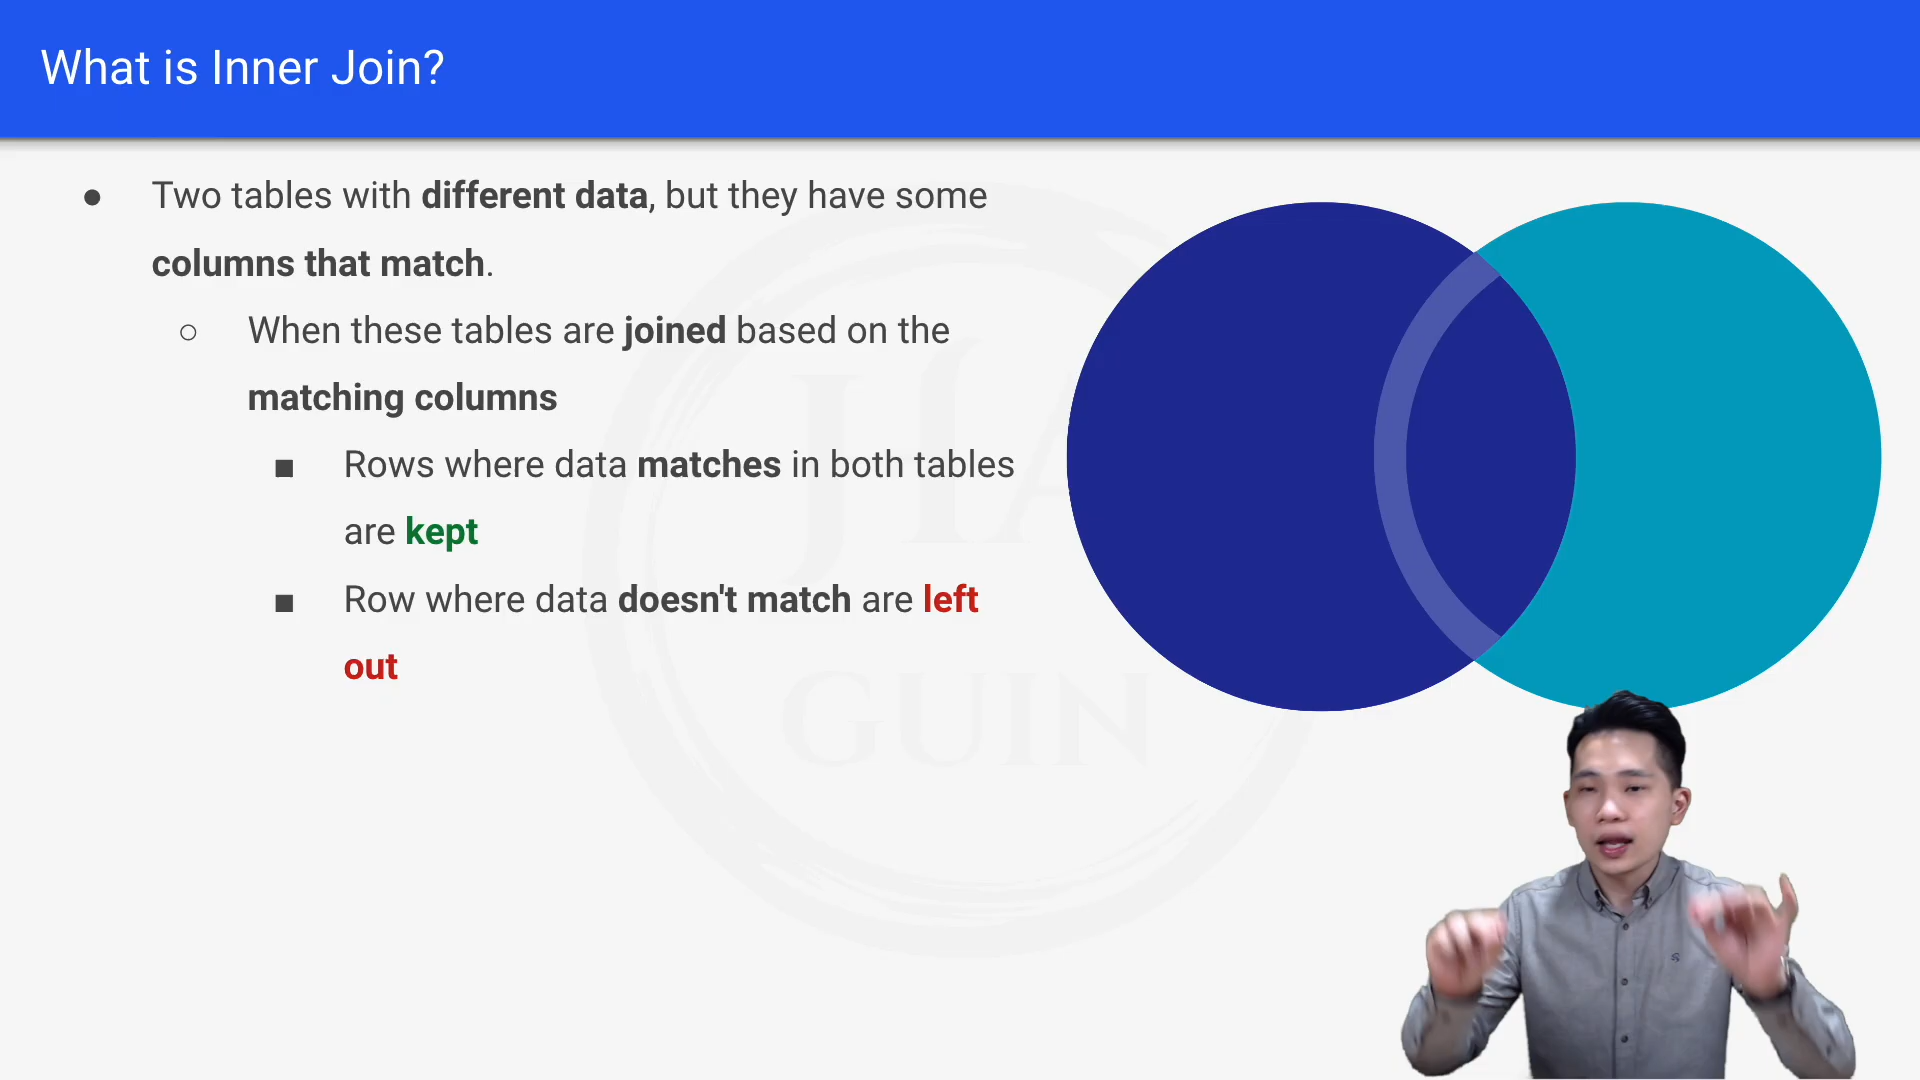 What is Inner Join?
● Two tables with different data, but they have some
columns that match.
○ When these tables are joined based on the
matching columns
■ Rows where data matches in both tables
are kept
■ Row where data doesn't match are left
out
JIA
GUIN